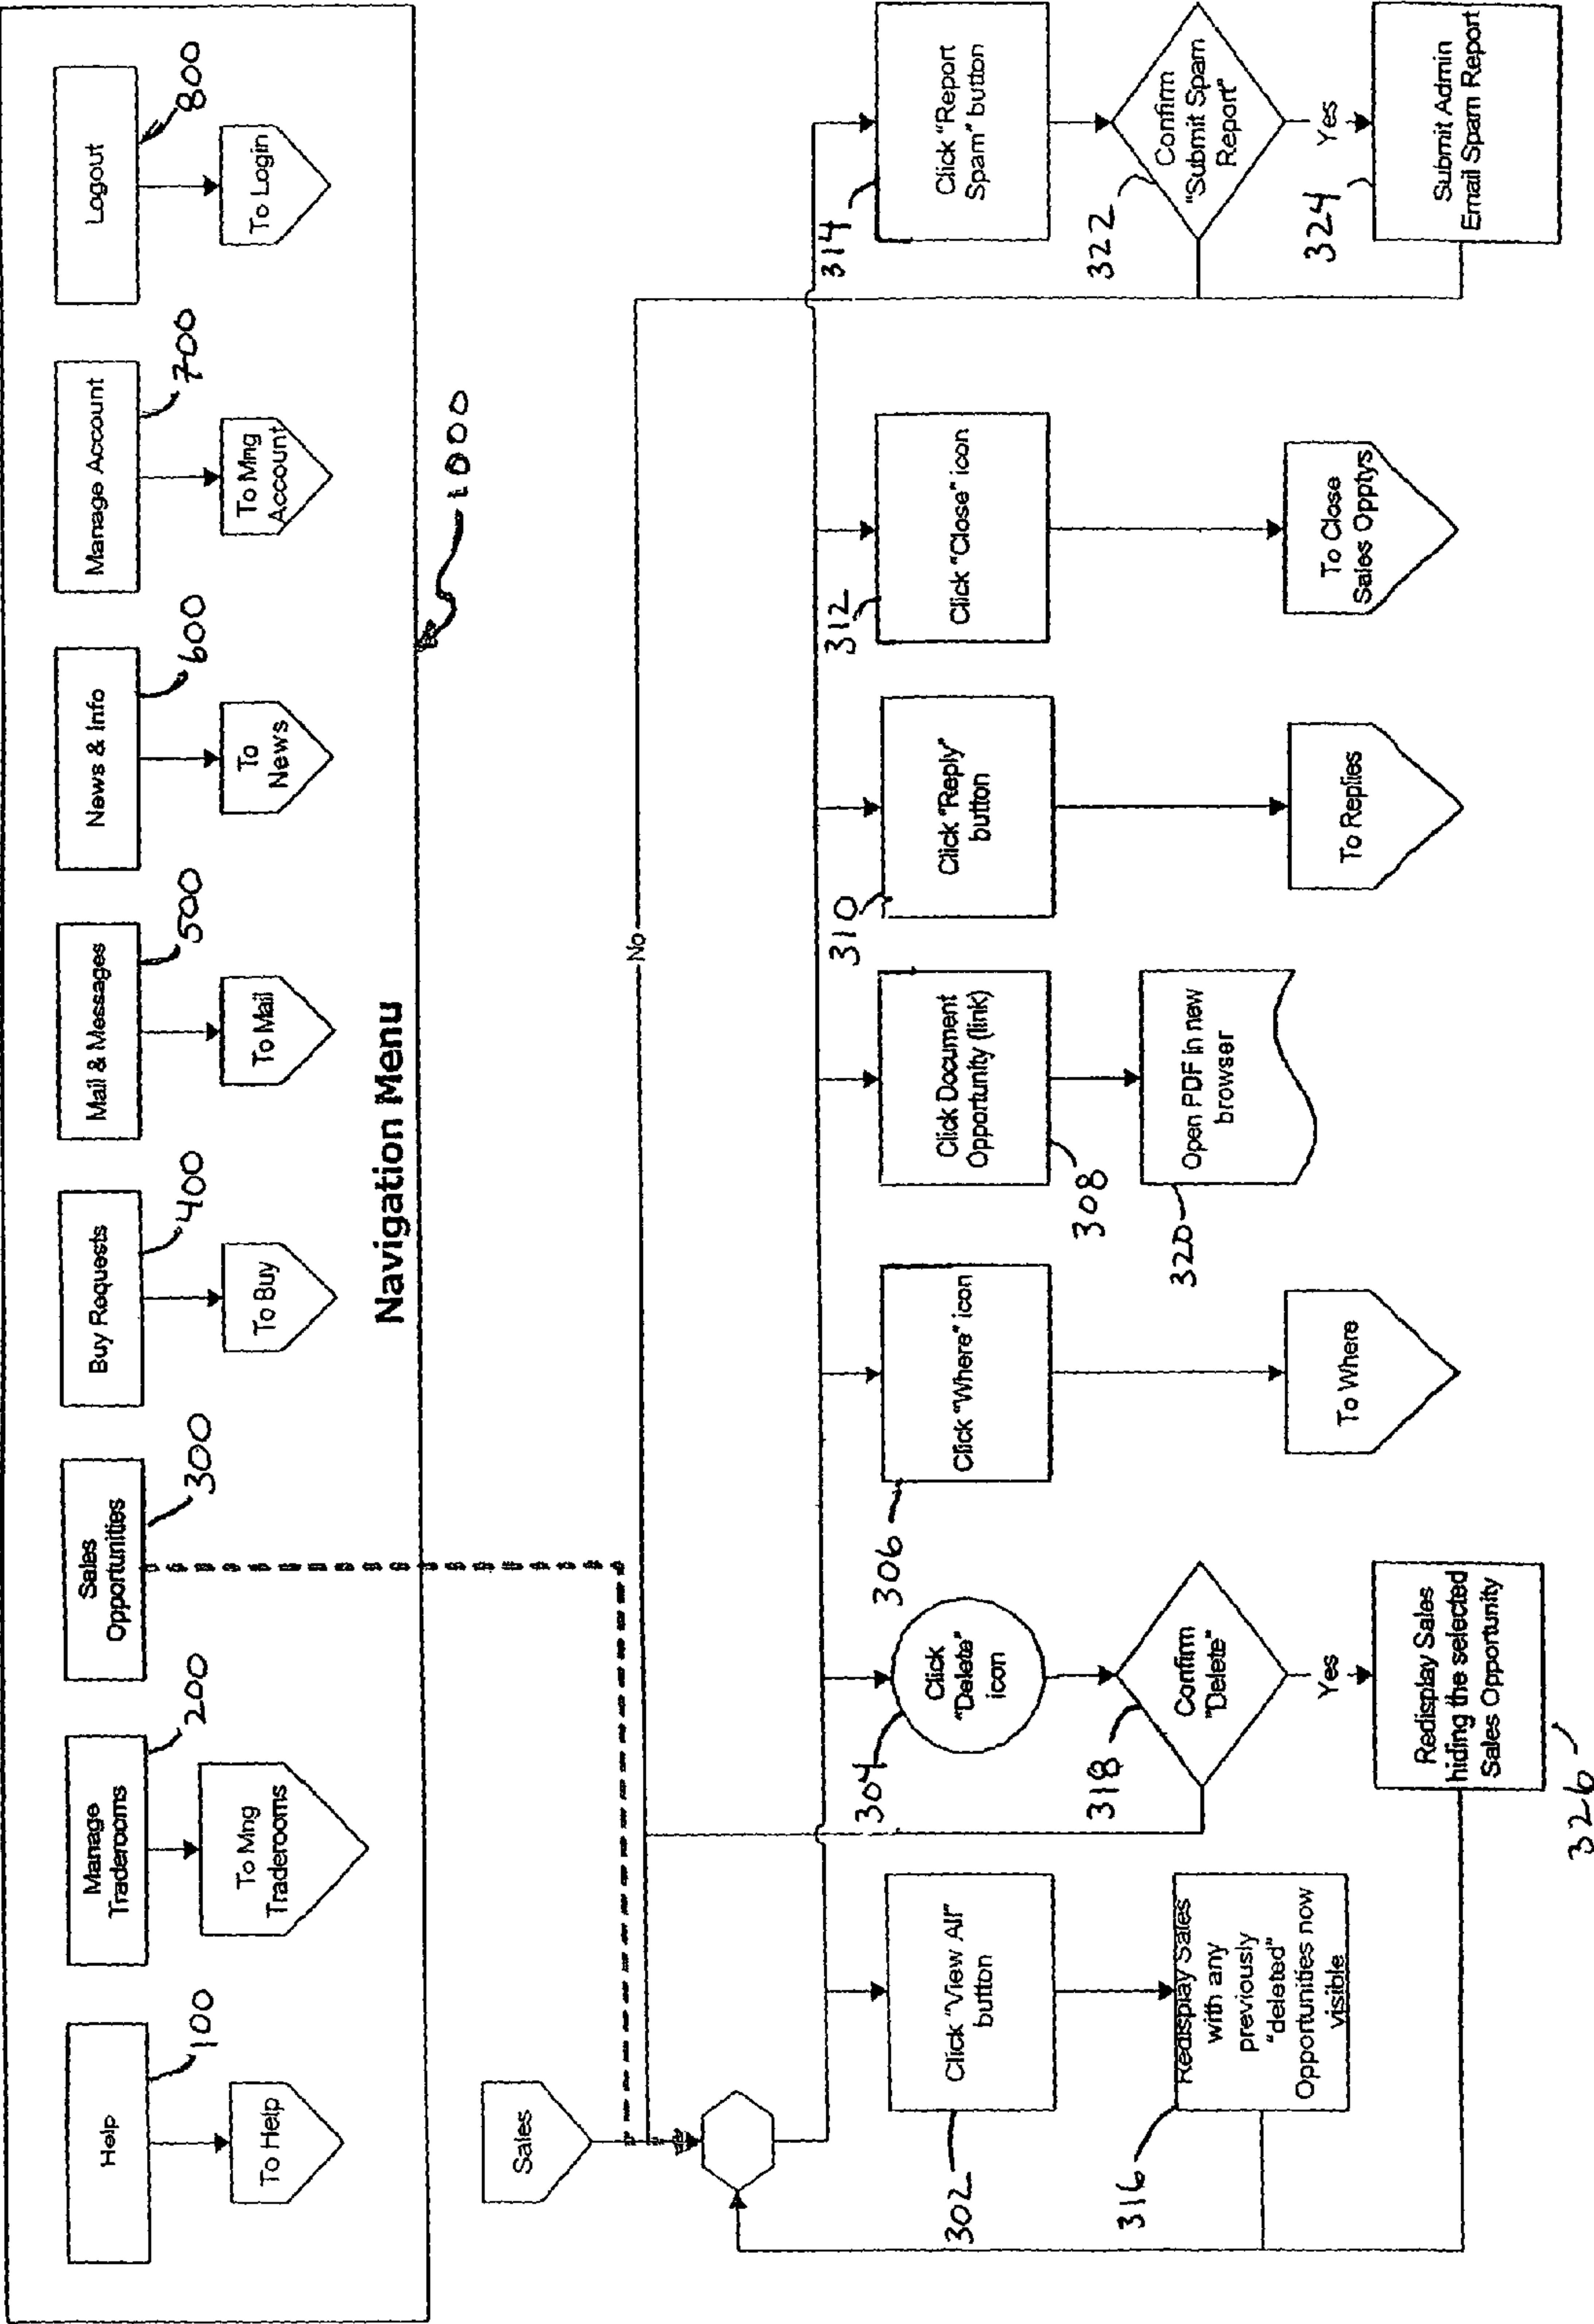 Help
100
To Help
Manage
Traderooms
200
To Mng
Traderooms
Sales
Opportunities
300
Buy Requests
400
To Buy
Mail & Messages
500
To Mail
News & Info
600
To
News
Manage Account
700
To Mmg
Account
Logout
800
To Login
Navigation Menu
1000
Sales
No
302
Click "View All"
button
316
Redisplay Sales
with any
previously
"deleted"
Opportunities now
visible
304
Click
"Delete"
icon
318
Confirm
"Delete"
Yes
Redisplay Sales
hiding the selected
Sales Opportunity
326
306
Click "Where" icon
To Where
Click Document
Opportunity (link)
308
320
Open PDF in new
browser
310
Click "Reply"
button
To Replies
312
Click "Close" icon
To Close
Sales Opptys
314
Click "Report
Spam" button
322
Confirm
"Submit Spam
Report"
Yes
324
Submit Admin
Email Spam Report